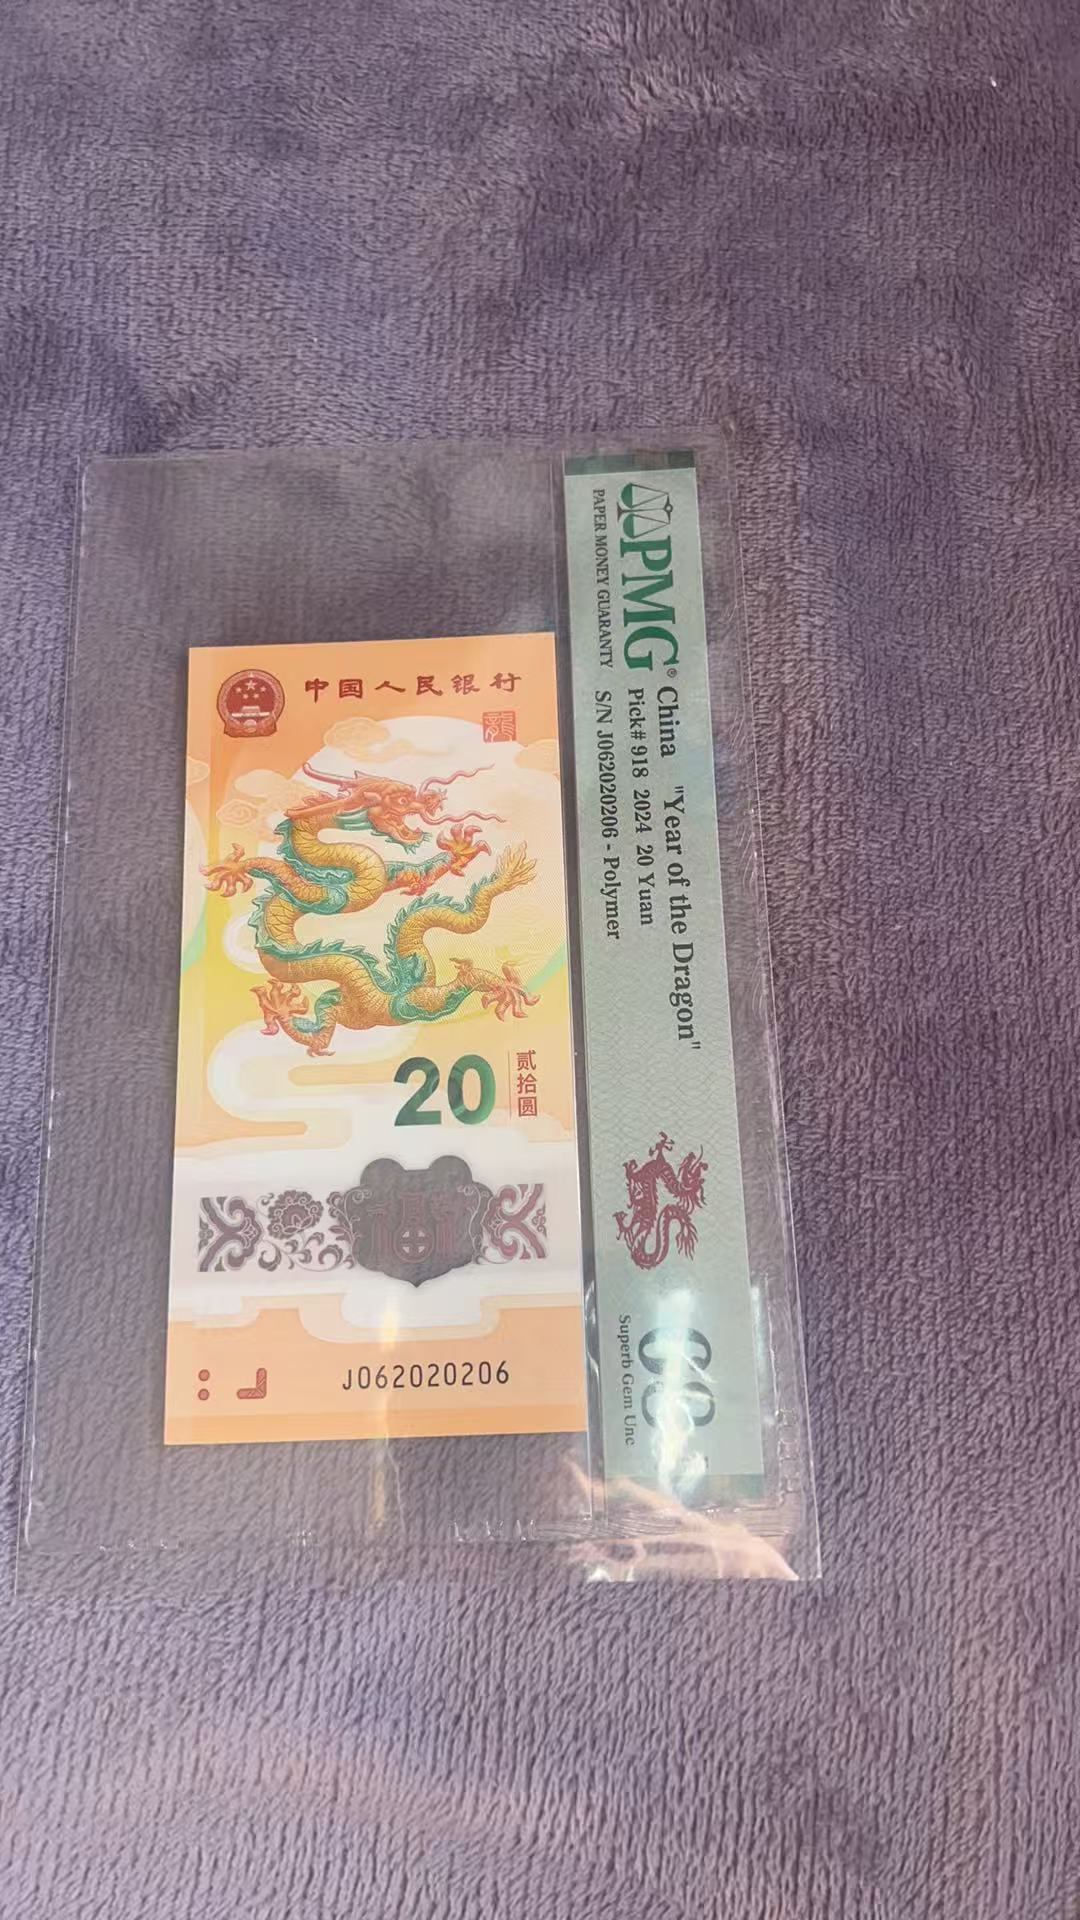 中国人民银行
龍
20
贰拾圆
J062020206
PMG®
PAPER MONEY GUARANTY
China "Year of the Dragon"
Pick# 918 2024 20 Yuan
S/N J062020206 - Polymer
Superb Gem Unc